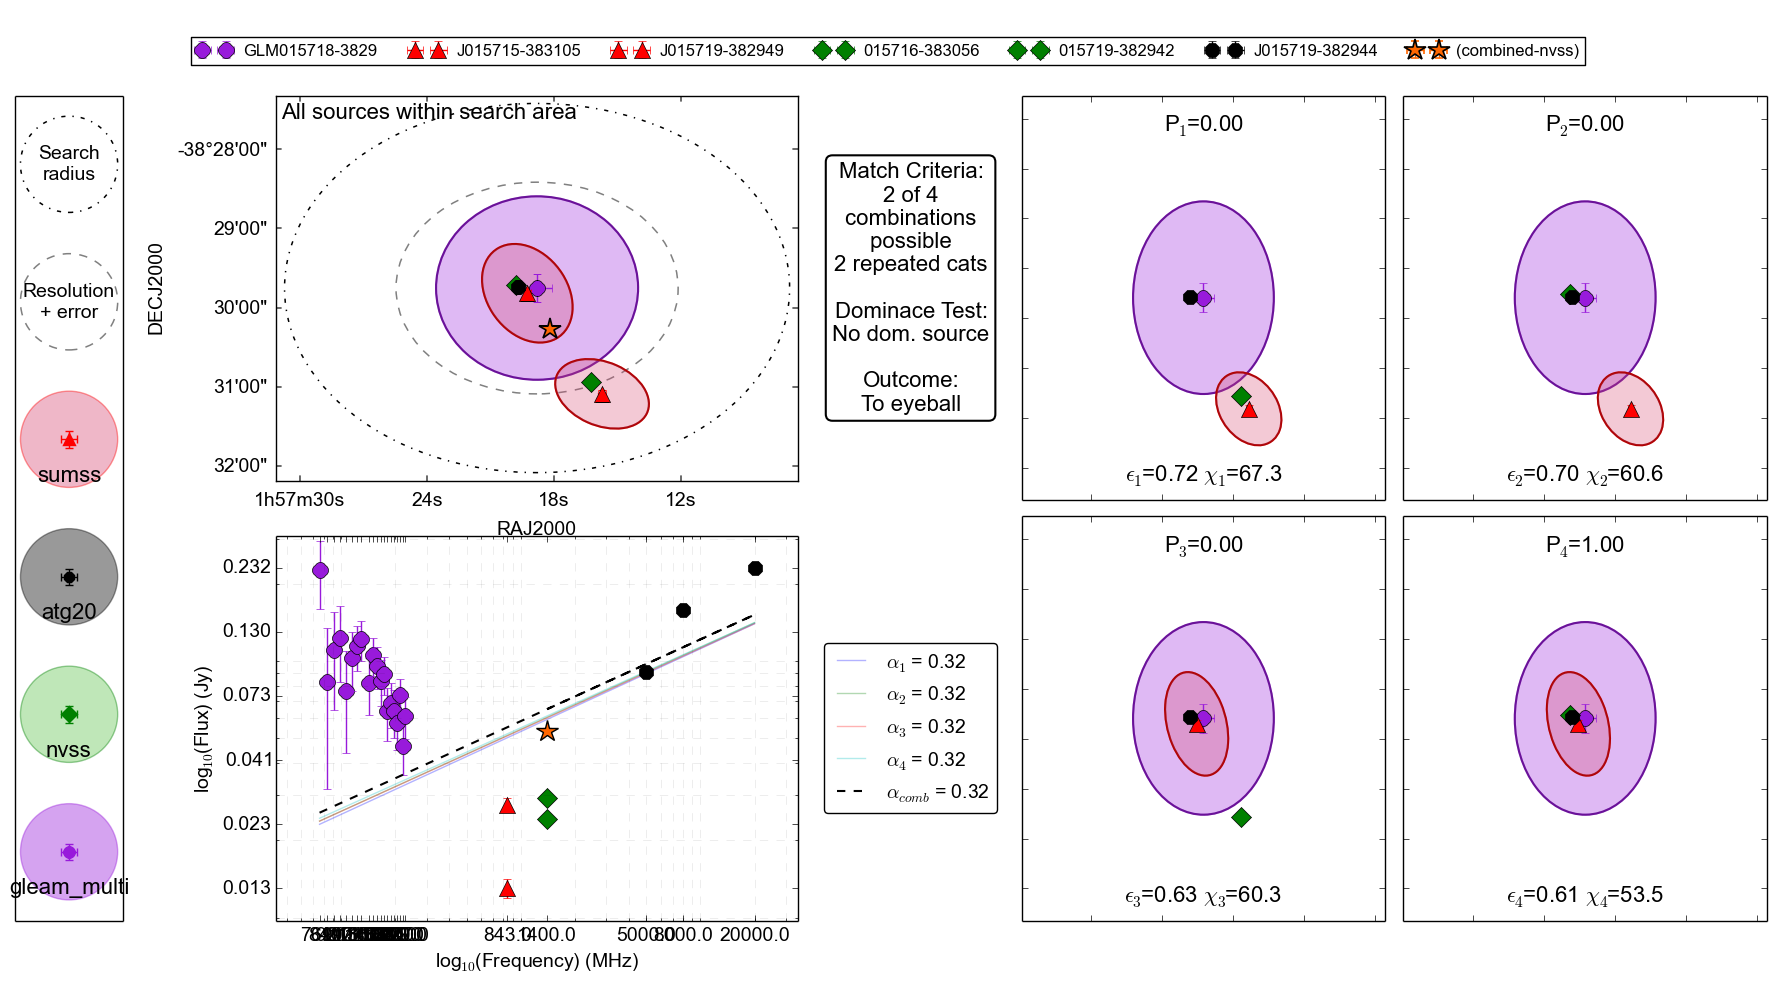 GLM015718-3829
J015715-383105
J015719-382949
015716-383056
015719-382942
J015719-382944
(combined-nvss)
Search
radius
Resolution
+ error
sumss
atg20
nvss
gleam_multi
All sources within search area
DECJ2000
-38°28'00"
29'00"
30'00"
31'00"
32'00"
1h57m30s
24s
18s
12s
RAJ2000
Match Criteria:
2 of 4
combinations
possible
2 repeated cats
Dominace Test:
No dom. source
Outcome:
To eyeball
P1=0.00
ϵ1=0.72 χ1=67.3
P2=0.00
ϵ2=0.70 χ2=60.6
P3=0.00
ϵ3=0.63 χ3=60.3
P4=1.00
ϵ4=0.61 χ4=53.5
log10(Flux) (Jy)
0.232
0.130
0.073
0.041
0.023
0.013
843.0
1400.0
5000.0
8000.0
20000.0
log10(Frequency) (MHz)
α1 = 0.32
α2 = 0.32
α3 = 0.32
α4 = 0.32
αcomb = 0.32